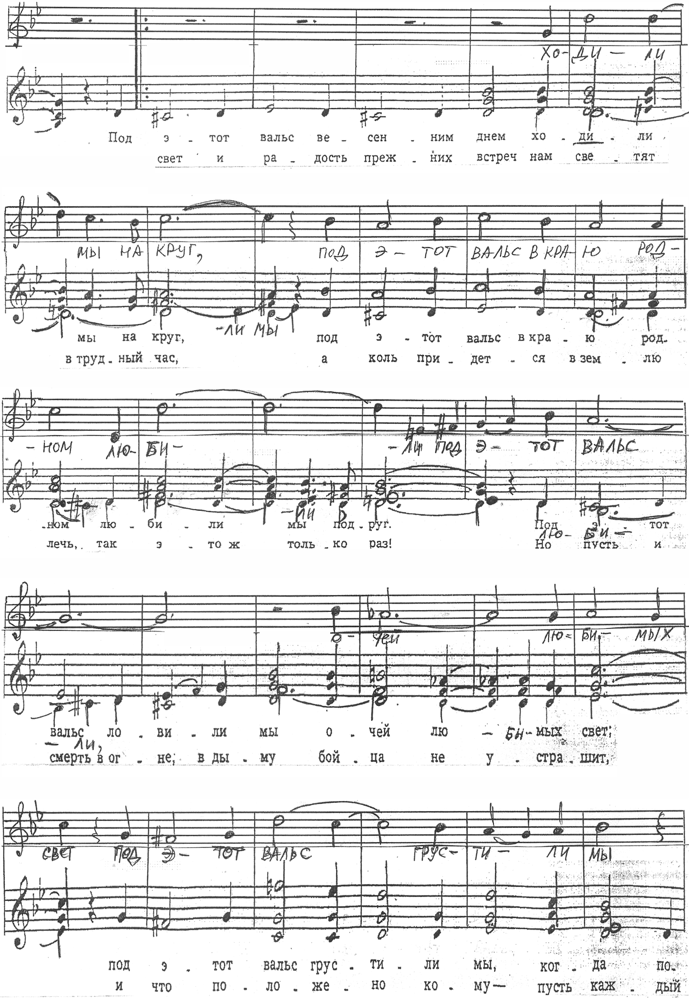 ХО-ДИ — ЛИ
Под э - тот вальс ве - сен - ним днем хо - ди - ли
свет и ра - дость преж - них встреч нам све - тят
МЫ НА КРУГ, ПОД Э - ТОТ ВАЛЬС В КРА- Ю РОД -
-ЛИ МЫ
мы на круг, под э - тот вальс в кра - ю род-
в труд - ный час, а коль при - дет - ся в зем - лю
- НОМ ЛЮ- БИ - - ЛИ ПОД Э - ТОТ ВАЛЬС
- ЛИ
-ном лю - би - ли мы под - руг. Под э - тот
ЛЮ- БИ -
лечь, так э - то ж толь - ко раз! Но пусть и
О - чей ЛЮ- БИ - МЫХ
вальс ло - ви - ли мы о - чей лю - БИ- мых свет;
- ЛИ,
смерть в ог - не, в ды - му бой - ца не у - стра - шит,
СВЕТ ПОД Э - ТОТ ВАЛЬС ГРУС - ТИ - ЛИ МЫ
под э - тот вальс грус - ти - ли мы, ког - да по-
и что по - ло - же - но ко - му— пусть каж - дый